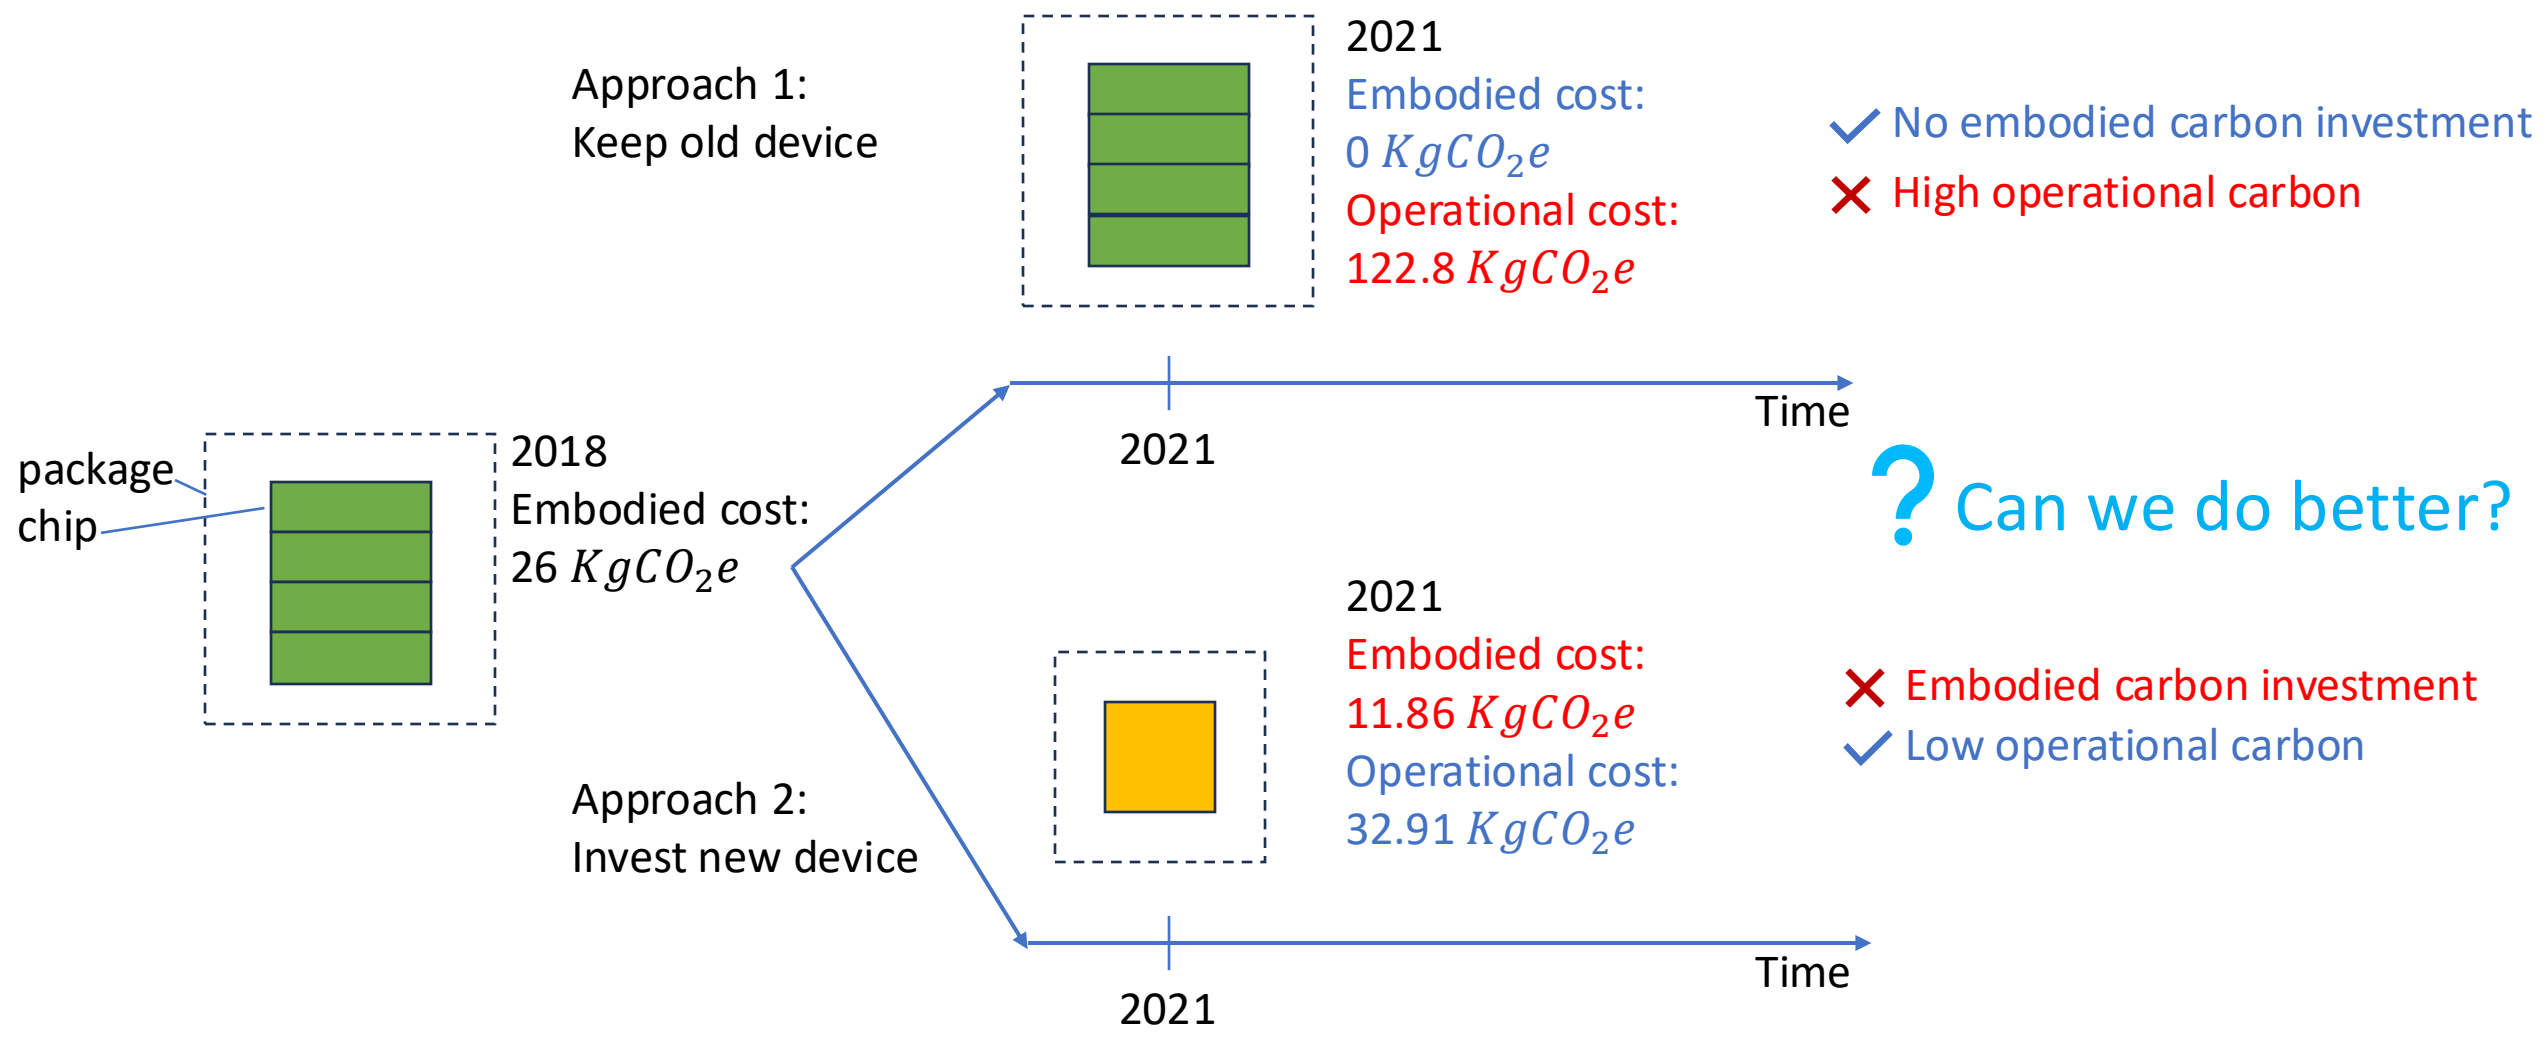 Approach 1:
Keep old device
2021
Embodied cost:
0 KgCO₂e
Operational cost:
122.8 KgCO₂e
No embodied carbon investment
High operational carbon
Time
2021
package
chip
2018
Embodied cost:
26 KgCO₂e
? Can we do better?
Approach 2:
Invest new device
2021
Embodied cost:
11.86 KgCO₂e
Operational cost:
32.91 KgCO₂e
Embodied carbon investment
Low operational carbon
Time
2021